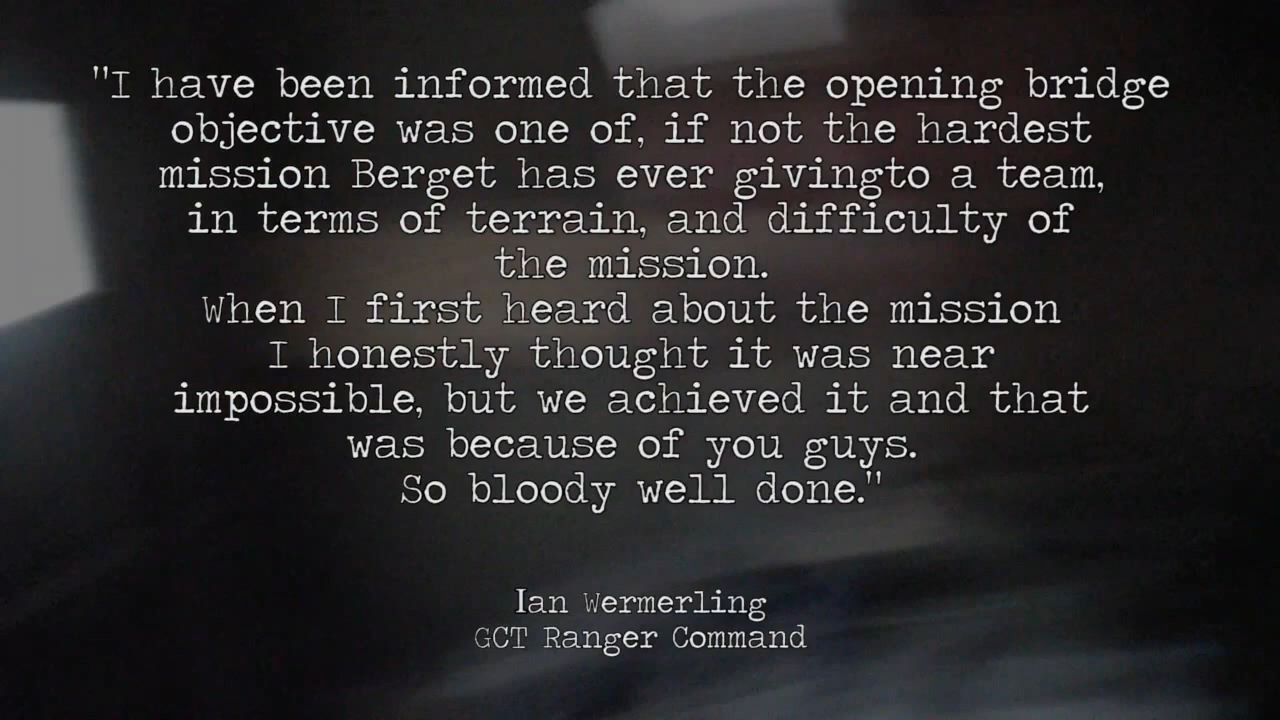 "I have been informed that the opening bridge
objective was one of, if not the hardest
mission Berget has ever givingto a team,
in terms of terrain, and difficulty of
the mission.
When I first heard about the mission
I honestly thought it was near
impossible, but we achieved it and that
was because of you guys.
So bloody well done."
Ian Wermerling
GCT Ranger Command